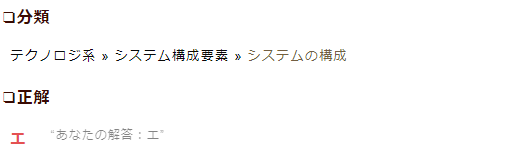 ❏分類
テクノロジ系 » システム構成要素 » システムの構成
❏正解
エ “あなたの解答：エ”